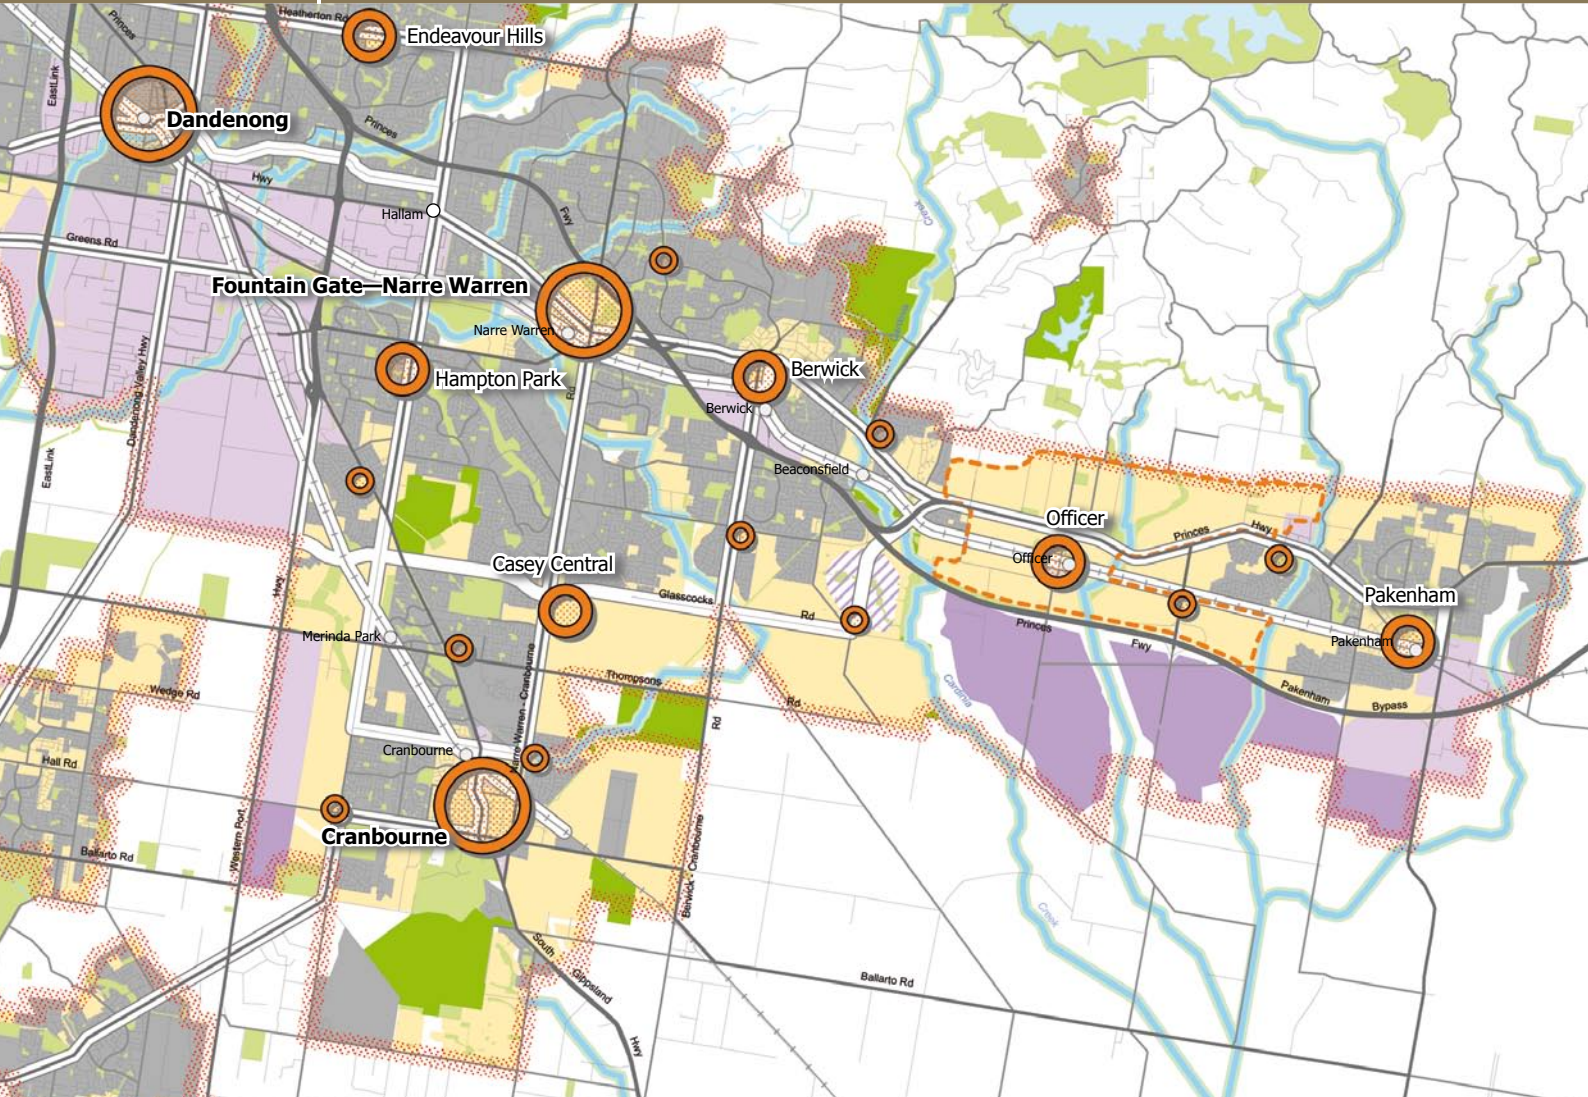 Heatherton Rd
Princes
Endeavour Hills
EastLink
Dandenong
Princes
Hwy
Hallam
Fwy
Creek
Greens Rd
Fountain Gate—Narre Warren
Narre Warren
Cardinia
Dandenong Valley Hwy
Hampton Park
Rd
Berwick
Berwick
EastLink
Beaconsfield
Officer
Princes
Hwy
Officer
Casey Central
Hwy
Glasscocks
Rd
Pakenham
Princes
Fwy
Pakenham
Merinda Park
Wedge Rd
Thompsons
Rd
Cardinia
Pakenham
Bypass
Narre Warren - Cranbourne
Rd
Cranbourne
Hall Rd
Cranbourne
Western Port
Ballarto Rd
Berwick - Cranbourne
Creek
South
Gippsland
Ballarto Rd
Hwy